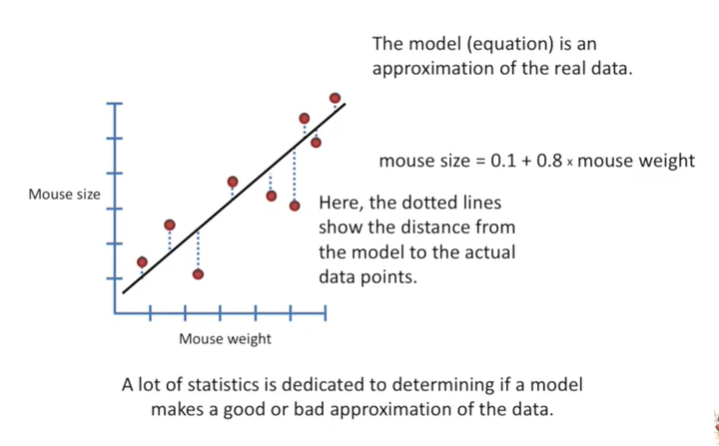 The model (equation) is an
approximation of the real data.
mouse size = 0.1 + 0.8 x mouse weight
Mouse size
Here, the dotted lines
show the distance from
the model to the actual
data points.
Mouse weight
A lot of statistics is dedicated to determining if a model
makes a good or bad approximation of the data.